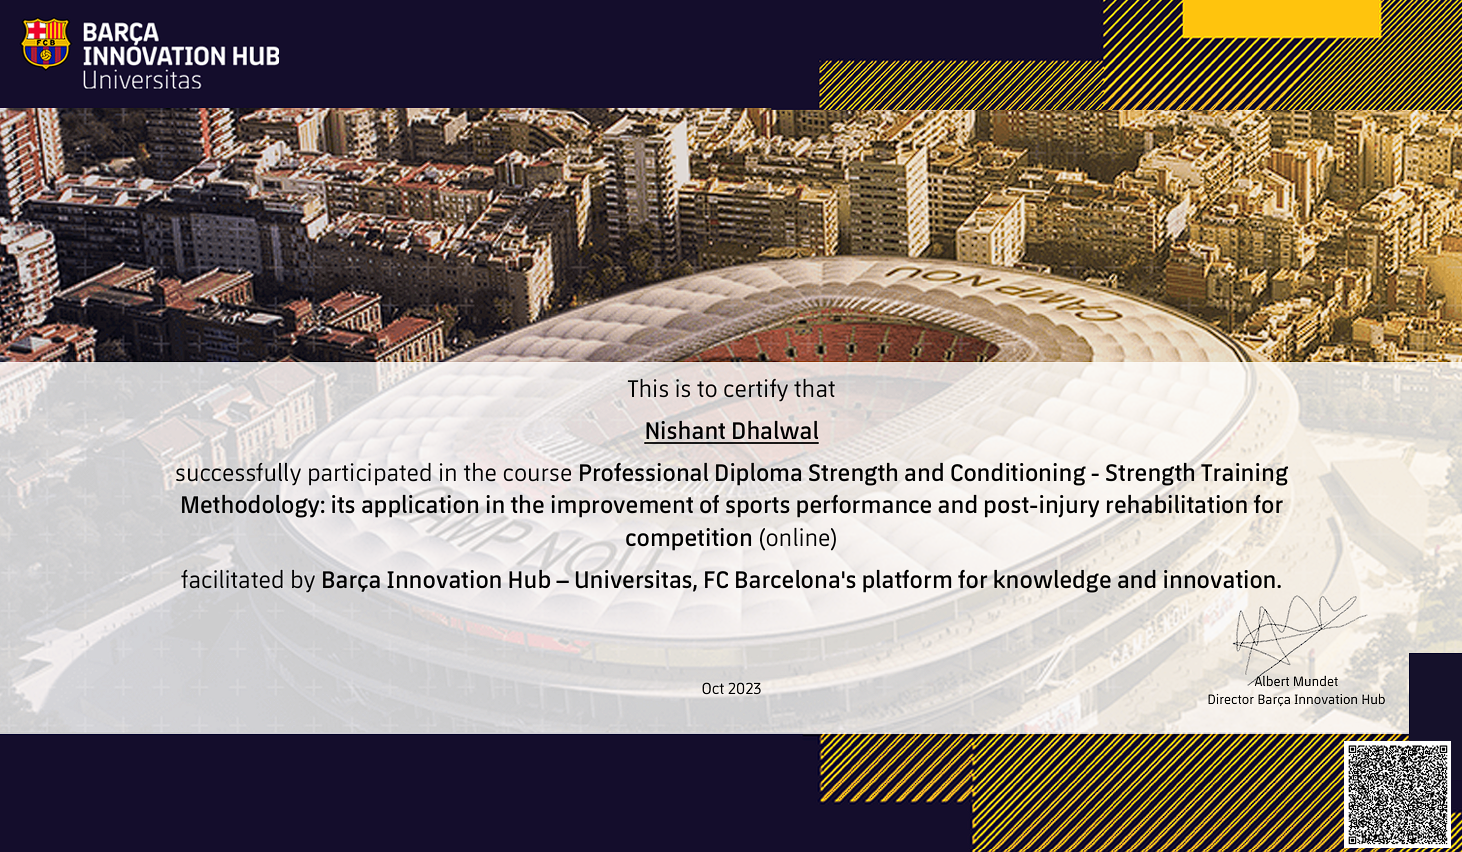 FCB
BARÇA
INNOVATION HUB
Universitas
CAMP NOU
This is to certify that
Nishant Dhalwal
successfully participated in the course Professional Diploma Strength and Conditioning - Strength Training
Methodology: its application in the improvement of sports performance and post-injury rehabilitation for
competition (online)
CAMP NOU
facilitated by Barça Innovation Hub – Universitas, FC Barcelona's platform for knowledge and innovation.
Oct 2023
Albert Mundet
Director Barça Innovation Hub